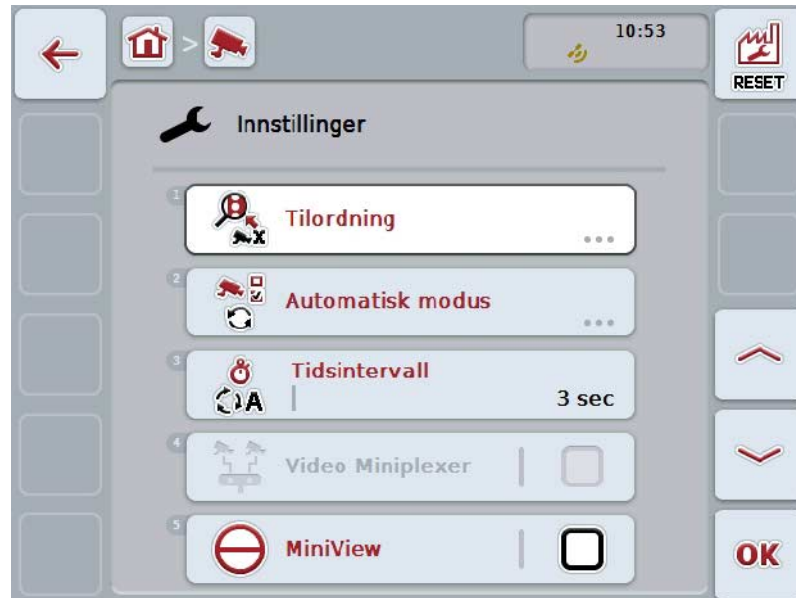 >
10:53
RESET
Innstillinger
1
Tilordning
...
2
Automatisk modus
...
3
Tidsintervall
A
3 sec
4
Video Miniplexer
5
MiniView
OK